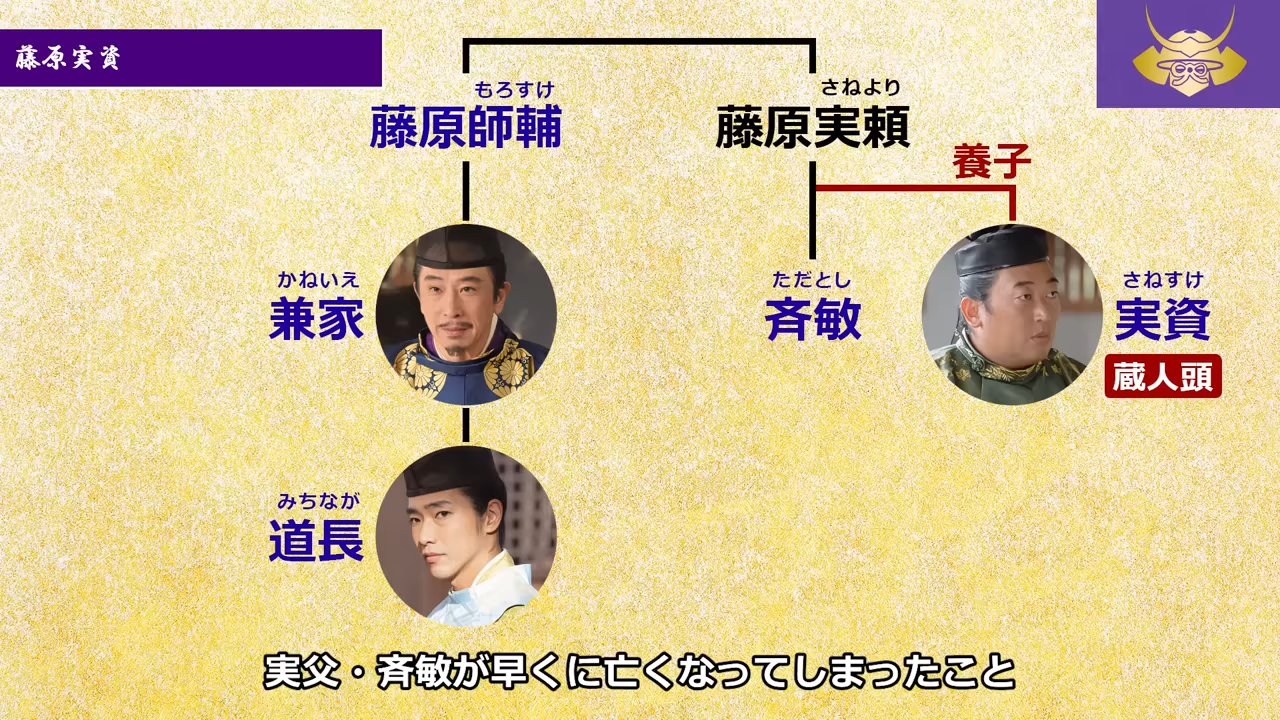 藤原実資
もろすけ
藤原師輔
さねより
藤原実頼
養子
かねいえ
兼家
ただとし
斉敏
さねすけ
実資
蔵人頭
みちなが
道長
実父・斉敏が早くに亡くなってしまったこと